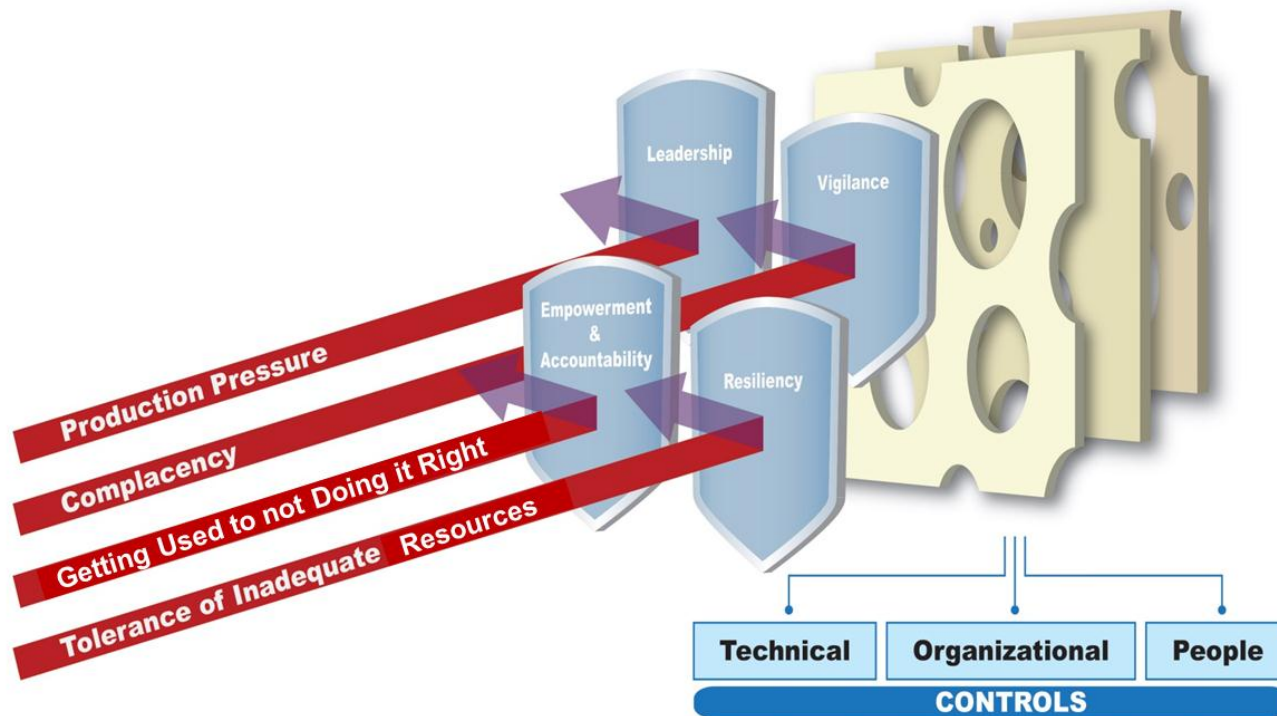 Leadership
Vigilance
Empowerment
&
Accountability
Resiliency
Production Pressure
Complacency
Getting Used to not Doing it Right
Tolerance of Inadequate Resources
Technical
Organizational
People
CONTROLS